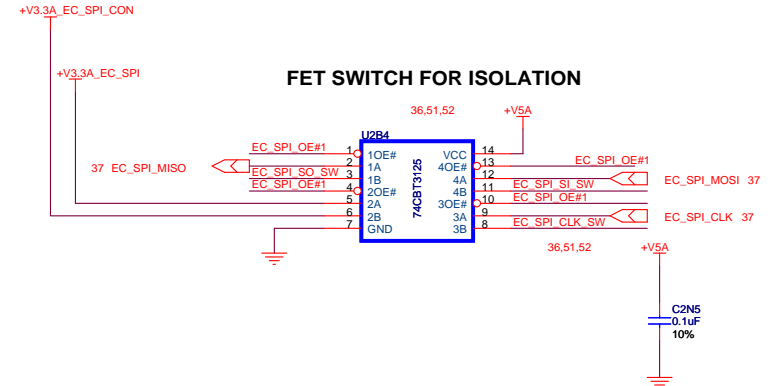 +V3.3A_EC_SPI_CON
+V3.3A_EC_SPI
FET SWITCH FOR ISOLATION
36,51,52
+V5A
U2B4
EC_SPI_OE#1 1 1OE# VCC 14
37 EC_SPI_MISO 2 1A 4OE# 13 EC_SPI_OE#1
EC_SPI_SO_SW 3 1B 4A 12 EC_SPI_MOSI 37
EC_SPI_OE#1 4 2OE# 4B 11 EC_SPI_SI_SW
5 2A 3OE# 10 EC_SPI_OE#1
6 2B 3A 9 EC_SPI_CLK 37
7 GND 3B 8 EC_SPI_CLK_SW
74CBT3125
36,51,52
+V5A
C2N5
0.1uF
10%